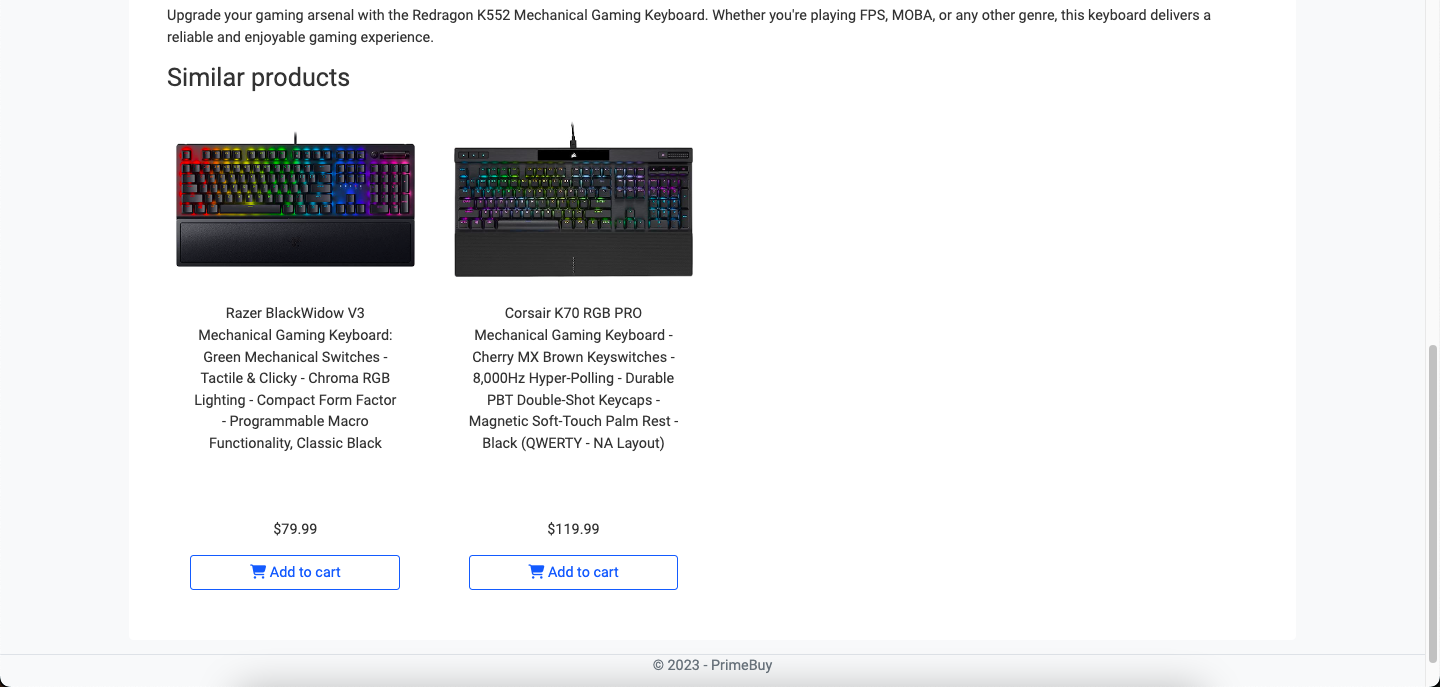 Upgrade your gaming arsenal with the Redragon K552 Mechanical Gaming Keyboard. Whether you're playing FPS, MOBA, or any other genre, this keyboard delivers a
reliable and enjoyable gaming experience.
Similar products
Razer BlackWidow V3
Mechanical Gaming Keyboard:
Green Mechanical Switches -
Tactile & Clicky - Chroma RGB
Lighting - Compact Form Factor
- Programmable Macro
Functionality, Classic Black
$79.99
Add to cart
Corsair K70 RGB PRO
Mechanical Gaming Keyboard -
Cherry MX Brown Keyswitches -
8,000Hz Hyper-Polling - Durable
PBT Double-Shot Keycaps -
Magnetic Soft-Touch Palm Rest -
Black (QWERTY - NA Layout)
$119.99
Add to cart
© 2023 - PrimeBuy